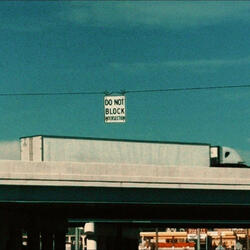 DO NOT
BLOCK
INTERSECTION